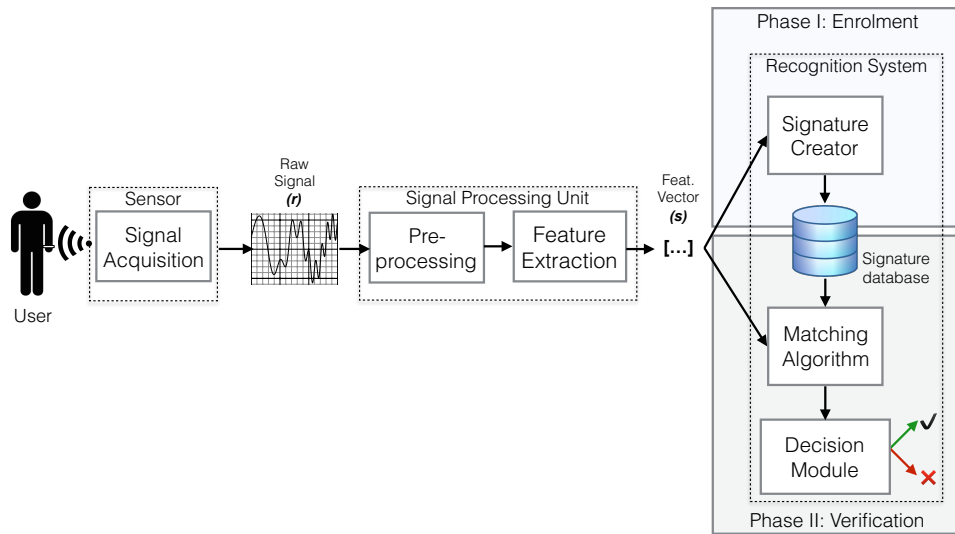 Phase I: Enrolment
Recognition System
Signature
Creator
Signature
database
Matching
Algorithm
Decision
Module
Phase II: Verification
User
Sensor
Signal
Acquisition
Raw
Signal
(r)
Signal Processing Unit
Pre-
processing
Feature
Extraction
Feat.
Vector
(s)
[...]